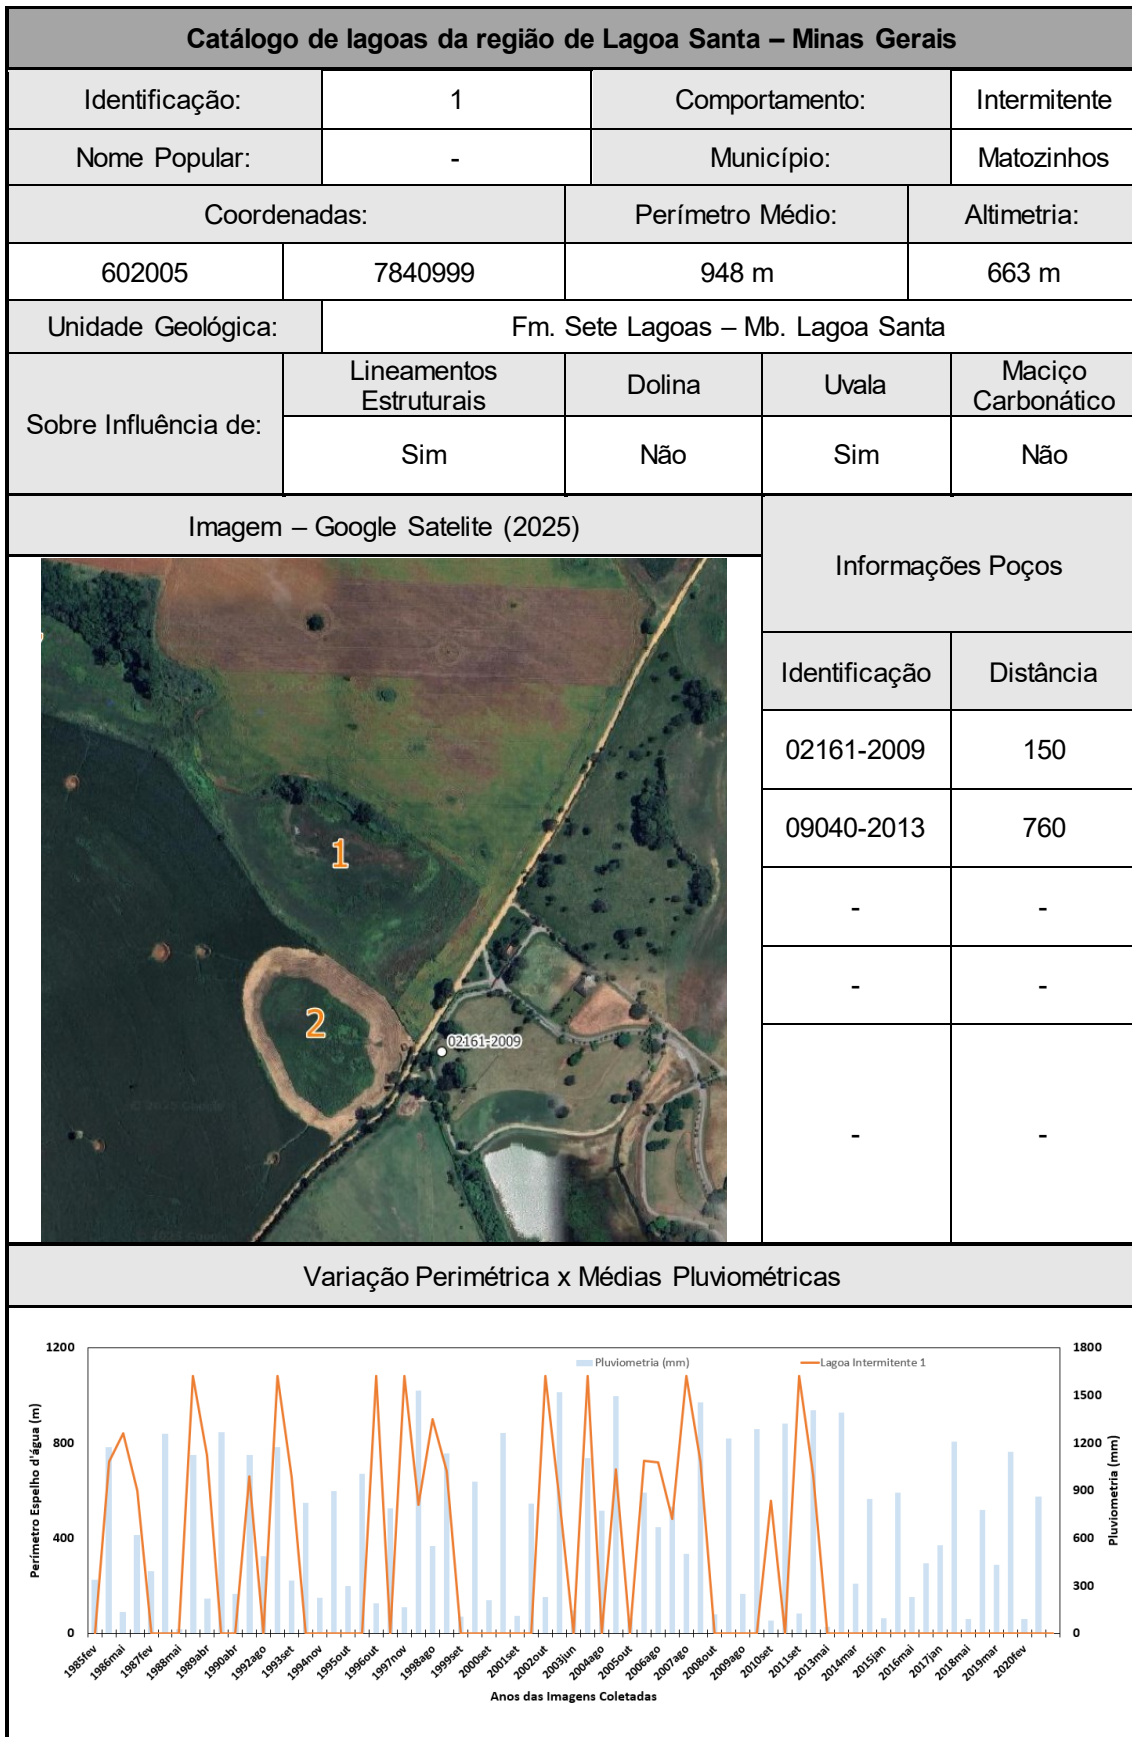 Catálogo de lagoas da região de Lagoa Santa – Minas Gerais
Identificação: 1 Comportamento: Intermitente
Nome Popular: - Município: Matozinhos
Coordenadas: Perímetro Médio: Altimetria:
602005 7840999 948 m 663 m
Unidade Geológica: Fm. Sete Lagoas – Mb. Lagoa Santa
Sobre Influência de:
Lineamentos Estruturais Dolina Uvala Maciço Carbonático
Sim Não Sim Não
Imagem – Google Satelite (2025)
1
2
02161-2009
Informações Poços
Identificação Distância
02161-2009 150
09040-2013 760
- -
- -
- -
Variação Perimétrica x Médias Pluviométricas
Perímetro Espelho d'água (m)
1200
800
400
0
Pluviometria (mm) Lagoa Intermitente 1
1800
1500
1200
900
600
300
0
Pluviometria (mm)
1985fev 1986mai 1987fev 1988mai 1989abr 1990abr 1992ago 1993set 1994nov 1995out 1996out 1997nov 1998ago 1999set 2000set 2001set 2002out 2003jun 2004ago 2005out 2006ago 2007ago 2008out 2009ago 2010set 2011set 2013mai 2014mar 2015jan 2016mai 2017jan 2018mai 2019mar 2020fev
Anos das Imagens Coletadas